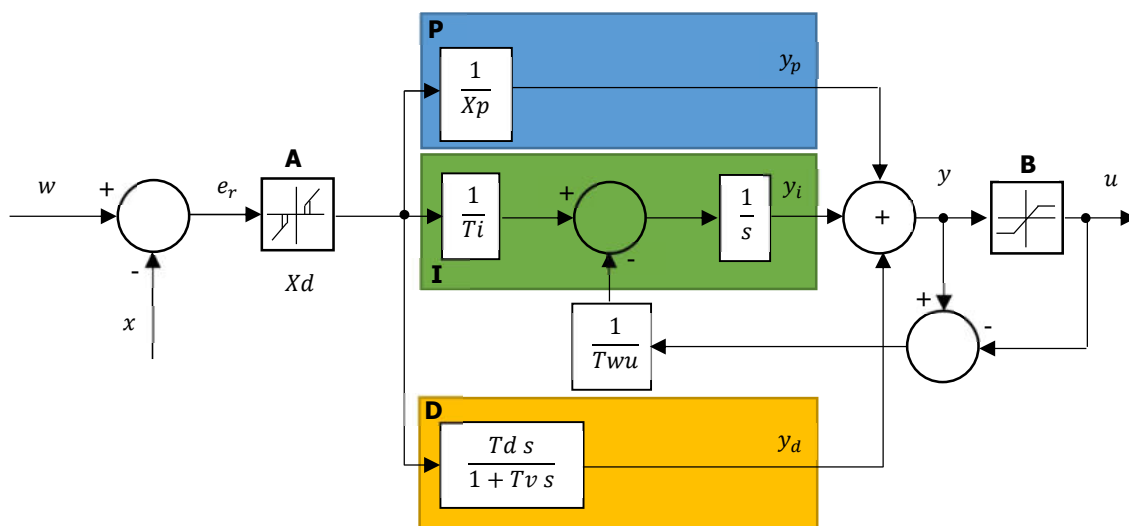 P
1
Xp
y_p
A
w
+
-
x
e_r
Xd
1
Ti
+
-
1
s
y_i
I
+
y
B
u
1
Twu
+
-
D
Td s
1 + Tv s
y_d